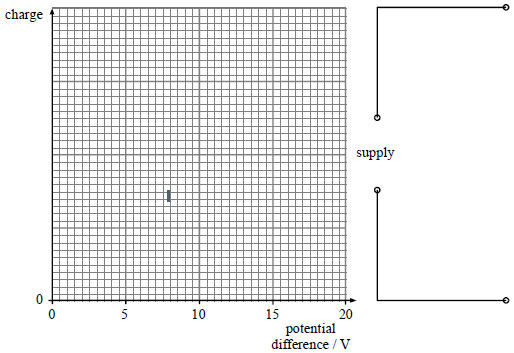 charge
supply
0
0 5 10 15 20
potential
difference / V